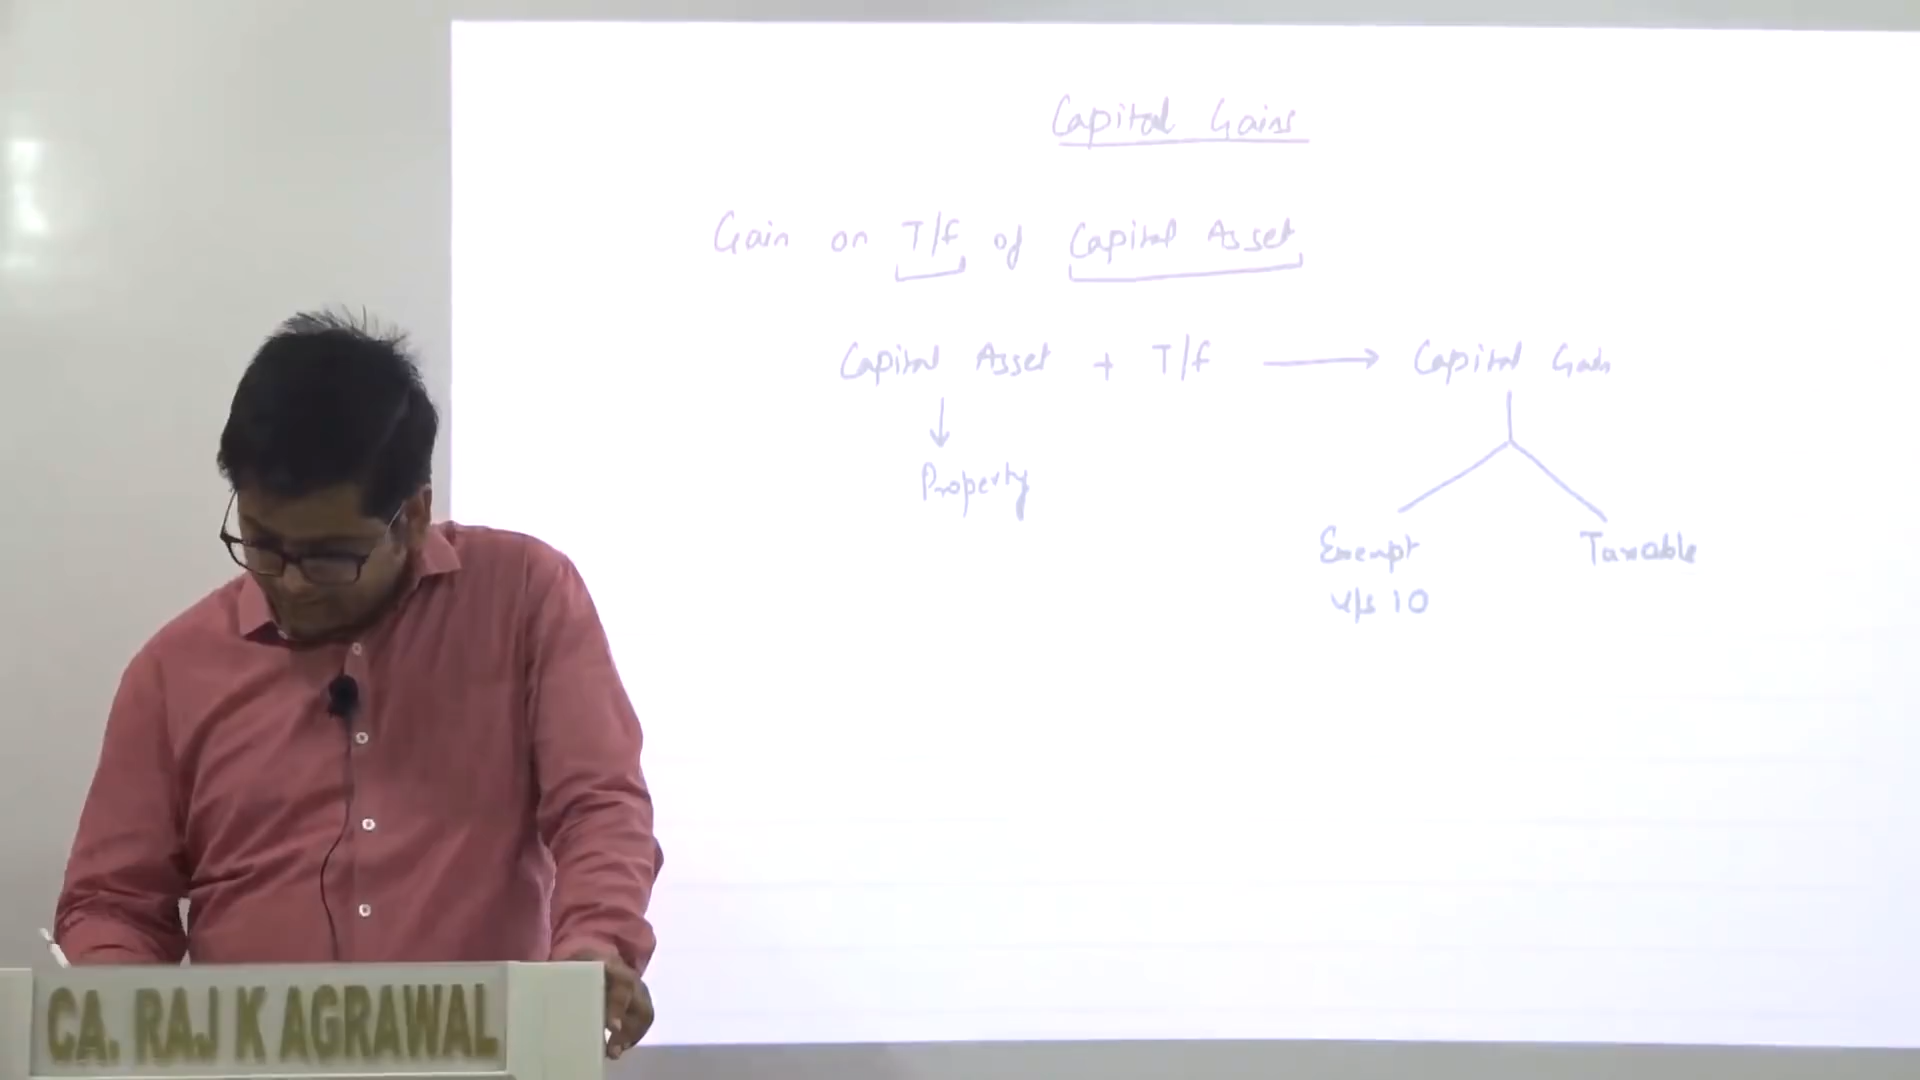 Capital Gains
Gain on T/f of Capital Asset
Capital Asset + T/f → Capital Gain
Property
Exempt Taxable
u/s 10
CA. RAJ K AGRAWAL